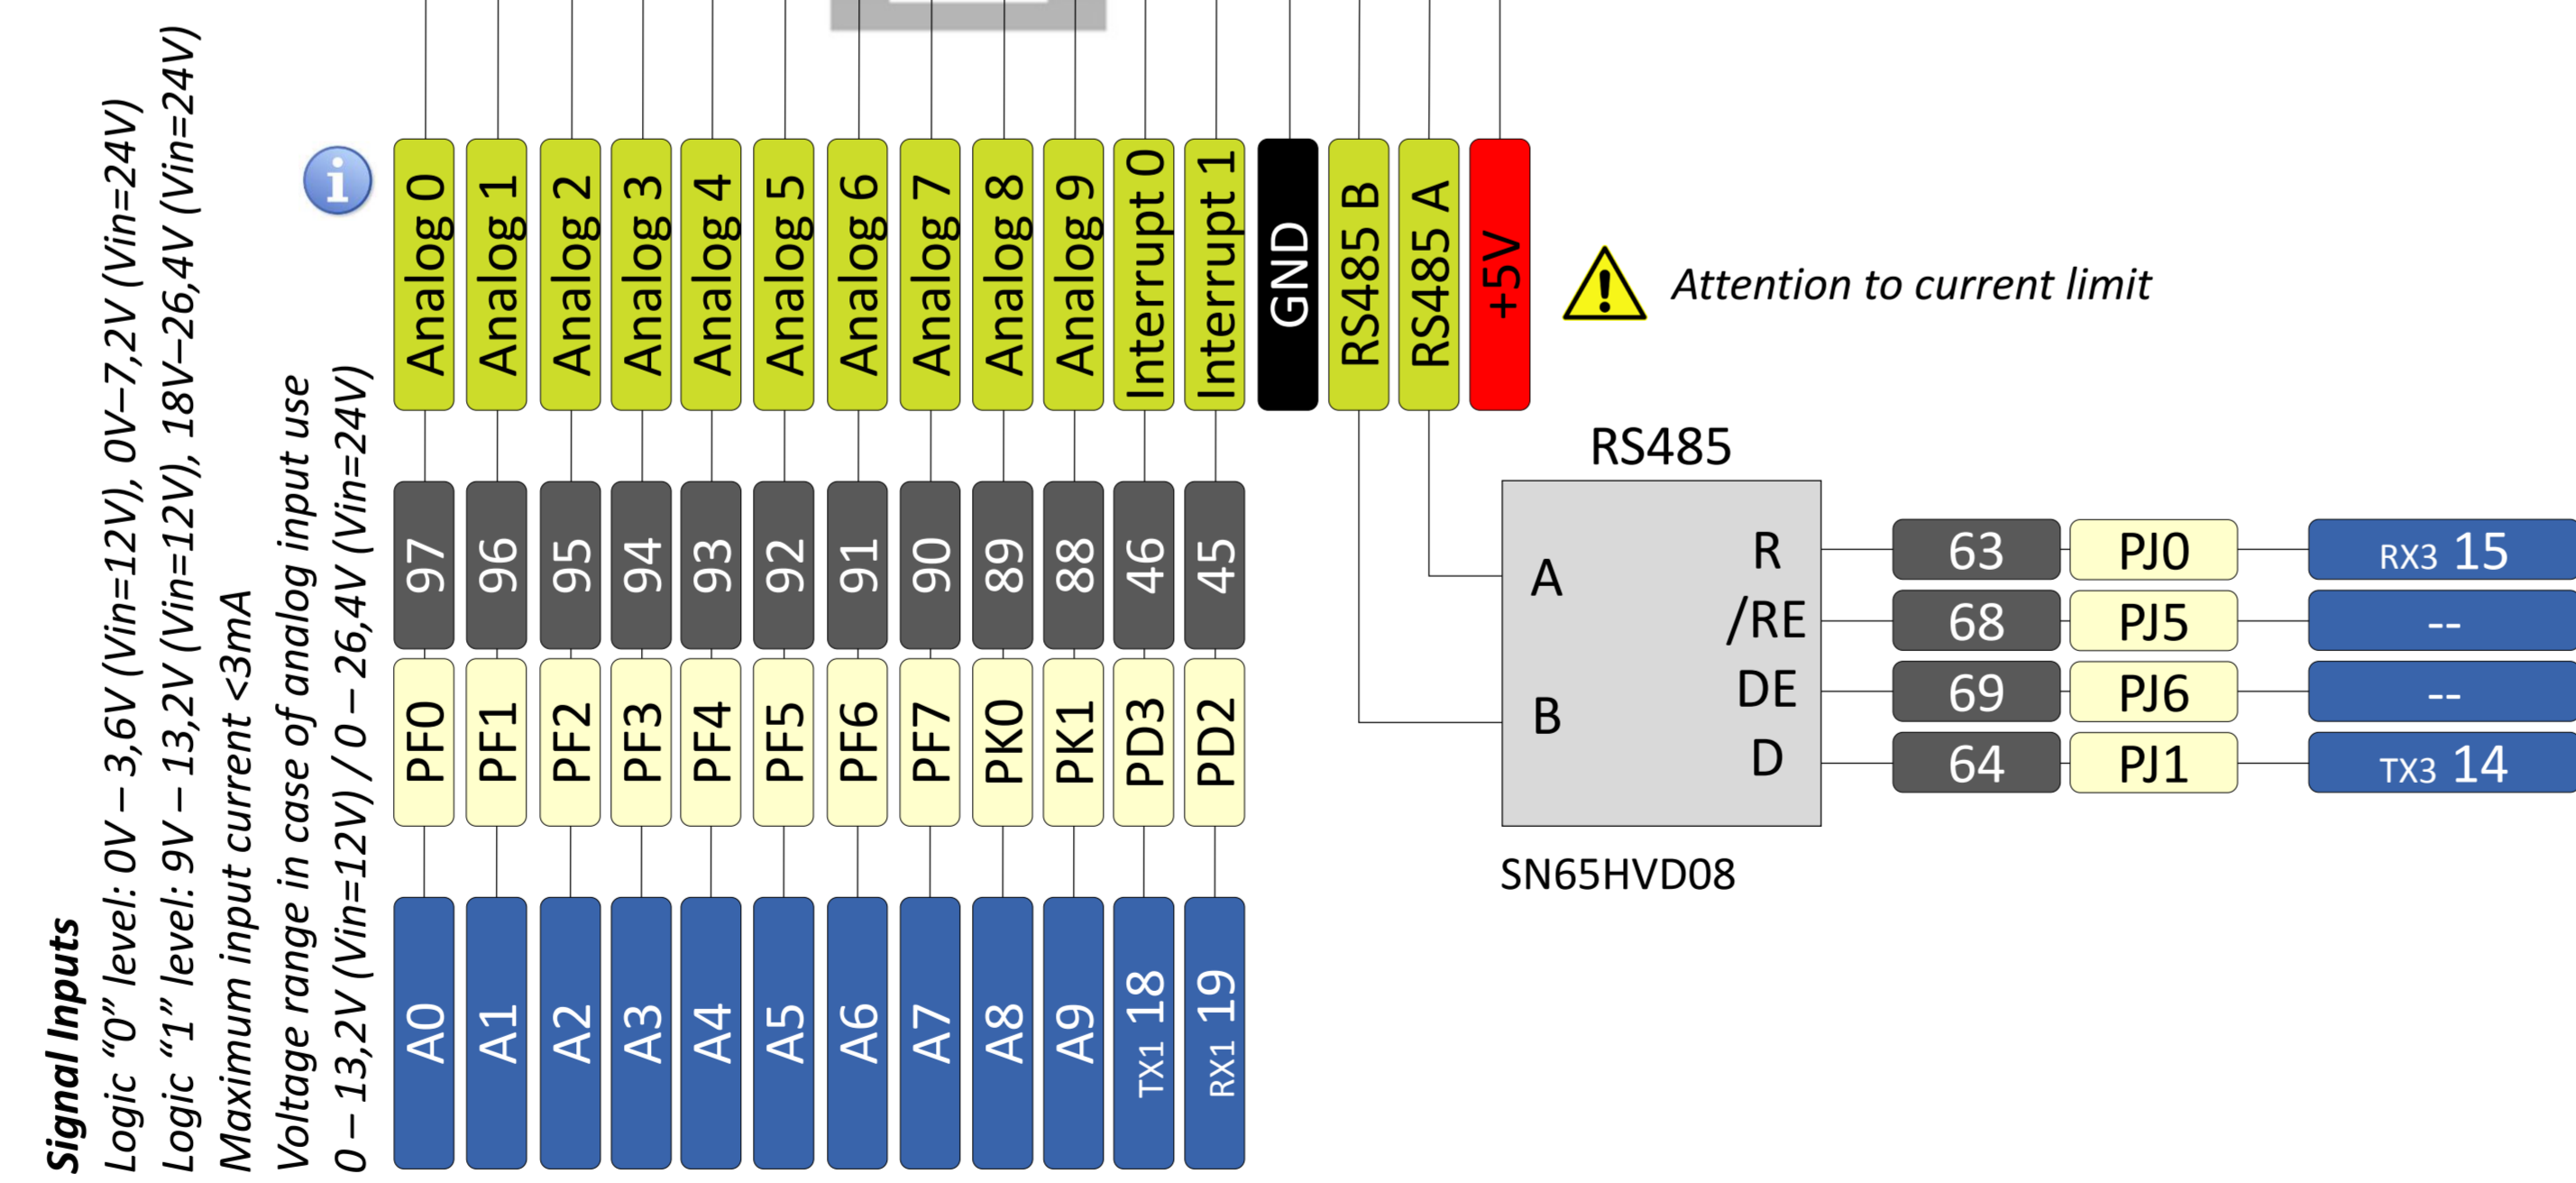 Signal Inputs
Logic “0” level: 0V – 3,6V (Vin=12V), 0V–7,2V (Vin=24V)
Logic “1” level: 9V – 13,2V (Vin=12V), 18V–26,4V (Vin=24V)
Maximum input current <3mA
Voltage range in case of analog input use
0 – 13,2V (Vin=12V) / 0 – 26,4V (Vin=24V)
i
Analog 0
Analog 1
Analog 2
Analog 3
Analog 4
Analog 5
Analog 6
Analog 7
Analog 8
Analog 9
Interrupt 0
Interrupt 1
GND
RS485 B
RS485 A
+5V
Attention to current limit
97
96
95
94
93
92
91
90
89
88
46
45
PF0
PF1
PF2
PF3
PF4
PF5
PF6
PF7
PK0
PK1
PD3
PD2
A0
A1
A2
A3
A4
A5
A6
A7
A8
A9
TX1 18
RX1 19
RS485
A
B
R
/RE
DE
D
SN65HVD08
63 PJ0 RX3 15
68 PJ5 --
69 PJ6 --
64 PJ1 TX3 14